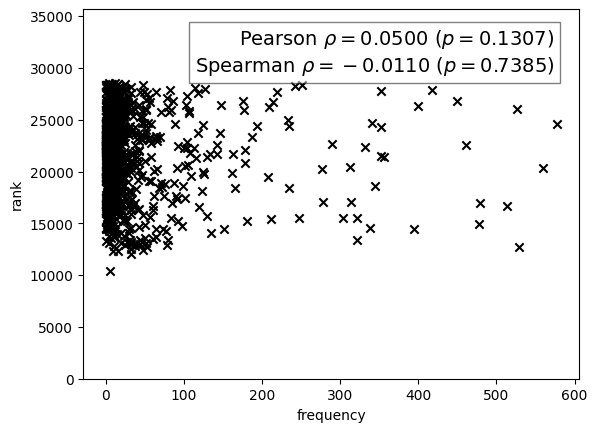 Pearson ρ = 0.0500 (p = 0.1307)
Spearman ρ = −0.0110 (p = 0.7385)
35000
30000
25000
20000
15000
10000
5000
0
rank
0 100 200 300 400 500 600
frequency